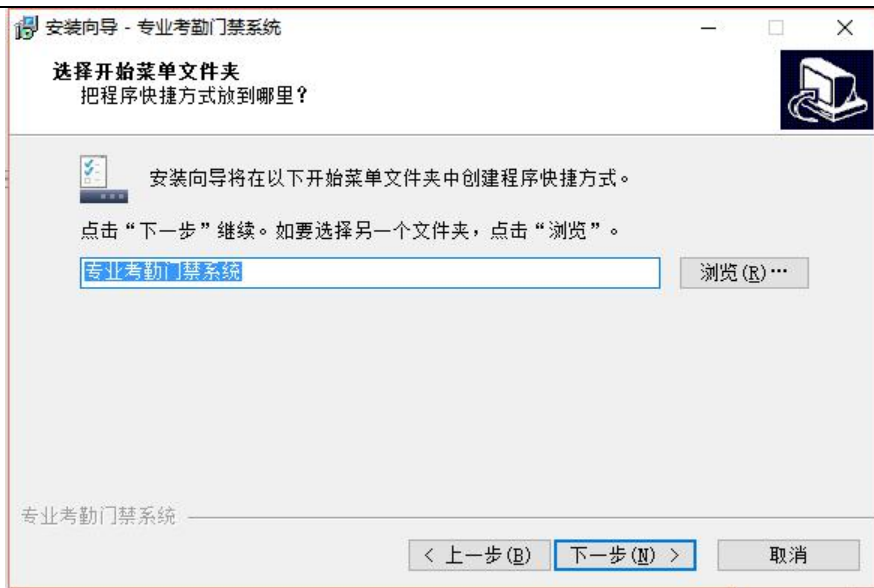 安装向导 - 专业考勤门禁系统
选择开始菜单文件夹
把程序快捷方式放到哪里？
安装向导将在以下开始菜单文件夹中创建程序快捷方式。
点击“下一步”继续。如要选择另一个文件夹，点击“浏览”。
专业考勤门禁系统
浏览(R)…
专业考勤门禁系统
< 上一步(B)
下一步(N) >
取消